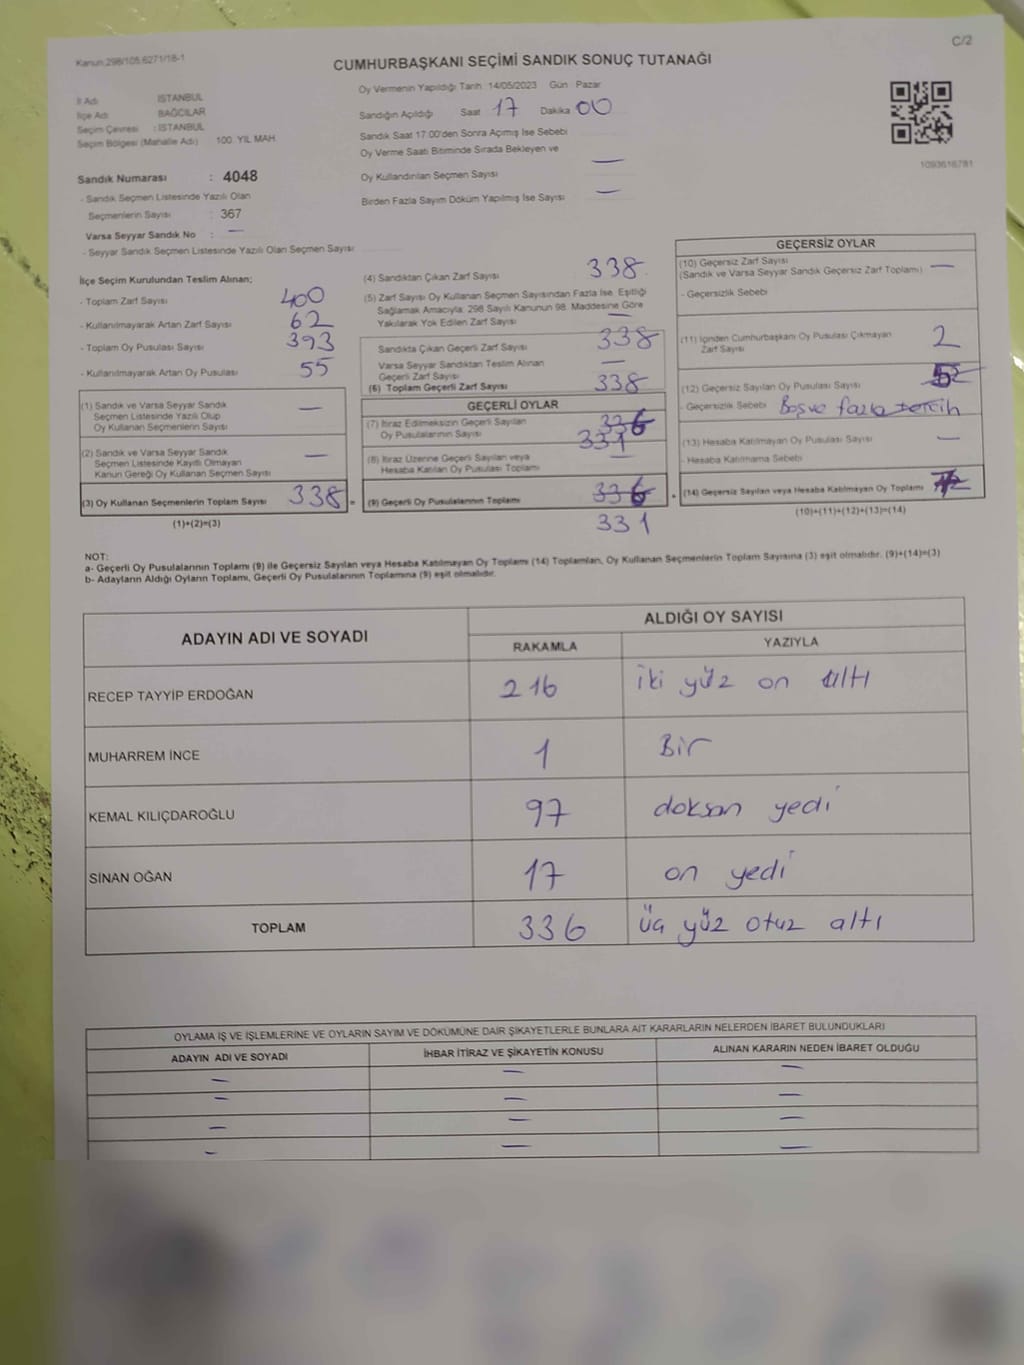 Kanun.298/105,6271/18-1
C/2
CUMHURBAŞKANI SEÇİMİ SANDIK SONUÇ TUTANAĞI
Oy Vermenin Yapıldığı Tarih: 14/05/2023 Gün Pazar
İl Adı İSTANBUL
İlçe Adı BAĞCILAR
Seçim Çevresi : İSTANBUL
Seçim Bölgesi (Mahalle Adı) 100. YIL MAH.
Sandığın Açıldığı Saat 17 Dakika 00
Sandık Saat 17:00'den Sonra Açımış İse Sebebi
Oy Verme Saati Bitiminde Sırada Bekleyen ve
Oy Kullandırılan Seçmen Sayısı —
Birden Fazla Sayım Döküm Yapılmış İse Sayısı —
1093616781
Sandık Numarası : 4048
- Sandık Seçmen Listesinde Yazılı Olan
Seçmenlerin Sayısı : 367
Varsa Seyyar Sandık No : —
- Seyyar Sandık Seçmen Listesinde Yazılı Olan Seçmen Sayısı
İlçe Seçim Kurulundan Teslim Alınan;
- Toplam Zarf Sayısı 400
- Kullanılmayarak Artan Zarf Sayısı 62
- Toplam Oy Pusulası Sayısı 393
- Kullanılmayarak Artan Oy Pusulası 55
(1) Sandık ve Varsa Seyyar Sandık
Seçmen Listesinde Yazılı Olup
Oy Kullanan Seçmenlerin Sayısı —
(2) Sandık ve Varsa Seyyar Sandık
Seçmen Listesinde Kayıtlı Olmayan
Kanun Gereği Oy Kullanan Seçmen Sayısı —
(3) Oy Kullanan Seçmenlerin Toplam Sayısı 338 =
(1)+(2)=(3)
(4) Sandıktan Çıkan Zarf Sayısı 338
(5) Zarf Sayısı Oy Kullanan Seçmen Sayısından Fazla İse, Eşitliği
Sağlamak Amacıyla; 298 Sayılı Kanunun 98. Maddesine Göre
Yakılarak Yok Edilen Zarf Sayısı —
Sandıkta Çıkan Geçerli Zarf Sayısı 338
Varsa Seyyar Sandıktan Teslim Alınan
Geçerli Zarf Sayısı —
(6) Toplam Geçerli Zarf Sayısı 338
GEÇERLİ OYLAR
(7) İtiraz Edilmeksizin Geçerli Sayılan 336
Oy Pusulalarının Sayısı 331
(8) İtiraz Üzerine Geçerli Sayılan veya
Hesaba Katılan Oy Pusulası Toplamı —
(9) Geçerli Oy Pusulalarının Toplamı 336 +
331
GEÇERSİZ OYLAR
(10) Geçersiz Zarf Sayısı
(Sandık ve Varsa Seyyar Sandık Geçersiz Zarf Toplamı) —
- Geçersizlik Sebebi
(11) İçinden Cumhurbaşkanı Oy Pusulası Çıkmayan
Zarf Sayısı 2
(12) Geçersiz Sayılan Oy Pusulası Sayısı
- Geçersizlik Sebebi Boş ve fazla tercih
(13) Hesaba Katılmayan Oy Pusulası Sayısı —
- Hesaba Katılmama Sebebi
(14) Geçersiz Sayılan veya Hesaba Katılmayan Oy Toplamı
(10)+(11)+(12)+(13)=(14)
NOT:
a- Geçerli Oy Pusulalarının Toplamı (9) ile Geçersiz Sayılan veya Hesaba Katılmayan Oy Toplamı (14) Toplamları, Oy Kullanan Seçmenlerin Toplam Sayısına (3) eşit olmalıdır. (9)+(14)=(3)
b- Adayların Aldığı Oyların Toplamı, Geçerli Oy Pusulalarının Toplamına (9) eşit olmalıdır.
ADAYIN ADI VE SOYADI
ALDIĞI OY SAYISI
RAKAMLA YAZIYLA
RECEP TAYYİP ERDOĞAN 216 iki yüz on altı
MUHARREM İNCE 1 Bir
KEMAL KILIÇDAROĞLU 97 doksan yedi
SİNAN OĞAN 17 on yedi
TOPLAM 336 üç yüz otuz altı
OYLAMA İŞ VE İŞLEMLERİNE VE OYLARIN SAYIM VE DÖKÜMÜNE DAİR ŞİKAYETLERLE BUNLARA AİT KARARLARIN NELERDEN İBARET BULUNDUKLARI
ADAYIN ADI VE SOYADI İHBAR İTİRAZ VE ŞİKAYETİN KONUSU ALINAN KARARIN NEDEN İBARET OLDUĞU
— — —
— — —
— — —
— — —